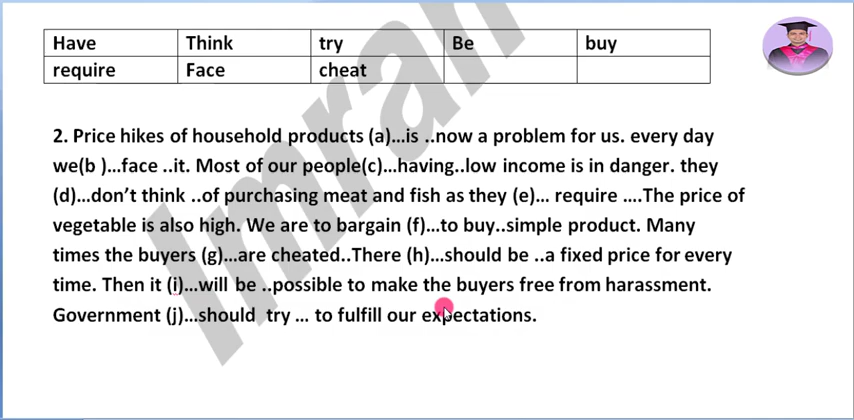 Have Think try Be buy
require Face cheat
2. Price hikes of household products (a)...is ..now a problem for us. every day
we(b )...face ..it. Most of our people(c)...having..low income is in danger. they
(d)...don't think ..of purchasing meat and fish as they (e)... require ....The price of
vegetable is also high. We are to bargain (f)...to buy..simple product. Many
times the buyers (g)...are cheated..There (h)...should be ..a fixed price for every
time. Then it (i)...will be ..possible to make the buyers free from harassment.
Government (j)...should try ... to fulfill our expectations.
Imran